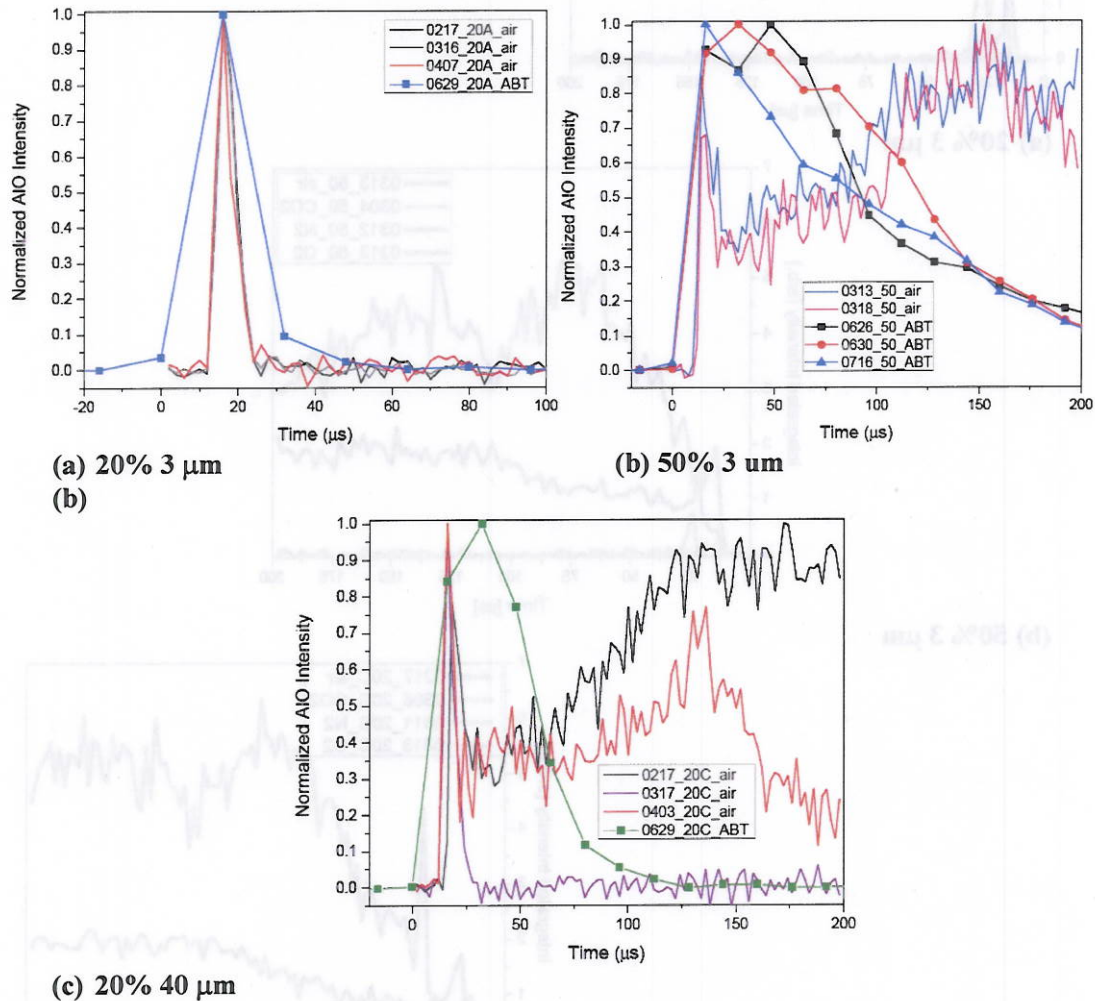 1.0
0.9
0.8
0.7
0.6
0.5
0.4
0.3
0.2
0.1
0.0
Normalized AlO Intensity
0217_20A_air
0316_20A_air
0407_20A_air
0629_20A_ABT
-20 0 20 40 60 80 100
Time (μs)
(a) 20% 3 μm
(b)
1.0
0.9
0.8
0.7
0.6
0.5
0.4
0.3
0.2
0.1
0.0
Normalized AlO Intensity
0313_50_air
0318_50_air
0626_50_ABT
0630_50_ABT
0716_50_ABT
0 50 100 150 200
Time (μs)
(b) 50% 3 um
1.0
0.9
0.8
0.7
0.6
0.5
0.4
0.3
0.2
0.1
0.0
Normalized AlO Intensity
0217_20C_air
0317_20C_air
0403_20C_air
0629_20C_ABT
0 50 100 150 200
Time (μs)
(c) 20% 40 μm